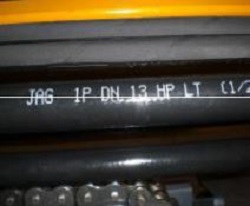 JAG 1P DN 13 HP LT (1/2